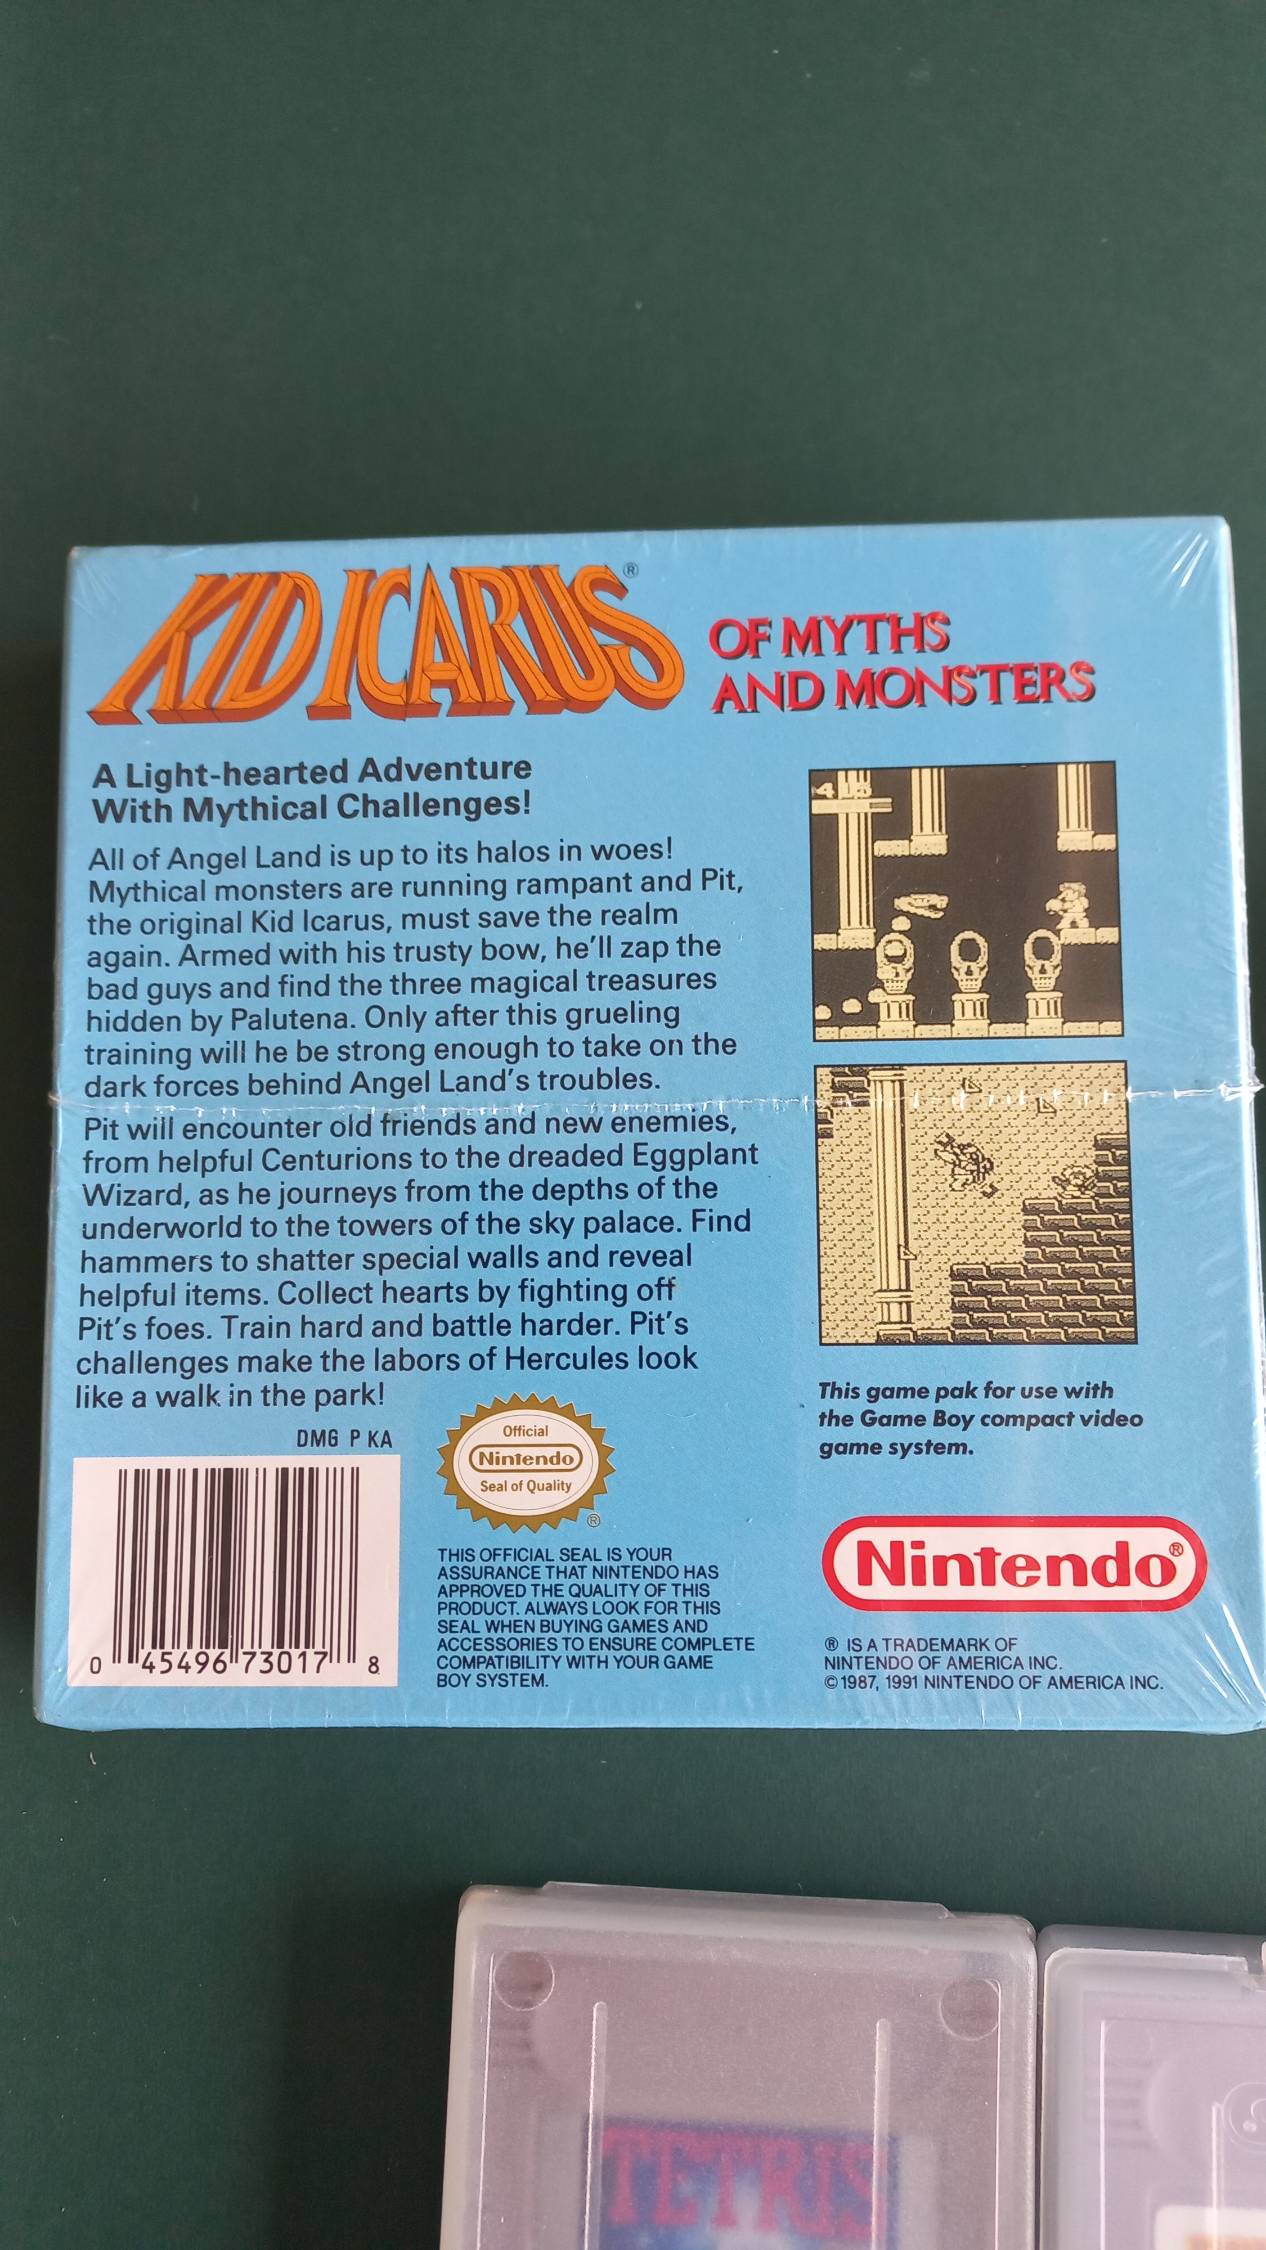 KID ICARUS®
OF MYTHS
AND MONSTERS
A Light-hearted Adventure
With Mythical Challenges!
All of Angel Land is up to its halos in woes!
Mythical monsters are running rampant and Pit,
the original Kid Icarus, must save the realm
again. Armed with his trusty bow, he'll zap the
bad guys and find the three magical treasures
hidden by Palutena. Only after this grueling
training will he be strong enough to take on the
dark forces behind Angel Land's troubles.
Pit will encounter old friends and new enemies,
from helpful Centurions to the dreaded Eggplant
Wizard, as he journeys from the depths of the
underworld to the towers of the sky palace. Find
hammers to shatter special walls and reveal
helpful items. Collect hearts by fighting off
Pit's foes. Train hard and battle harder. Pit's
challenges make the labors of Hercules look
like a walk in the park!
DMG P KA
0 45496 73017 8
Official
Nintendo
Seal of Quality
®
THIS OFFICIAL SEAL IS YOUR
ASSURANCE THAT NINTENDO HAS
APPROVED THE QUALITY OF THIS
PRODUCT. ALWAYS LOOK FOR THIS
SEAL WHEN BUYING GAMES AND
ACCESSORIES TO ENSURE COMPLETE
COMPATIBILITY WITH YOUR GAME
BOY SYSTEM.
This game pak for use with
the Game Boy compact video
game system.
Nintendo®
® IS A TRADEMARK OF
NINTENDO OF AMERICA INC.
© 1987, 1991 NINTENDO OF AMERICA INC.
TETRIS